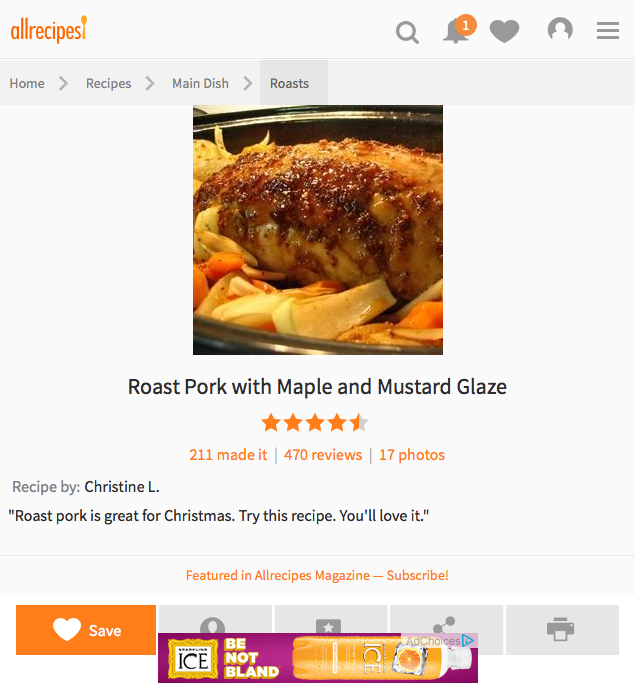 allrecipes
1
Home
Recipes
Main Dish
Roasts
Roast Pork with Maple and Mustard Glaze
211 made it | 470 reviews | 17 photos
Recipe by: Christine L.
"Roast pork is great for Christmas. Try this recipe. You'll love it."
Featured in Allrecipes Magazine — Subscribe!
Save
AdChoices
SPARKLING
ICE
BE
NOT
BLAND
ICE